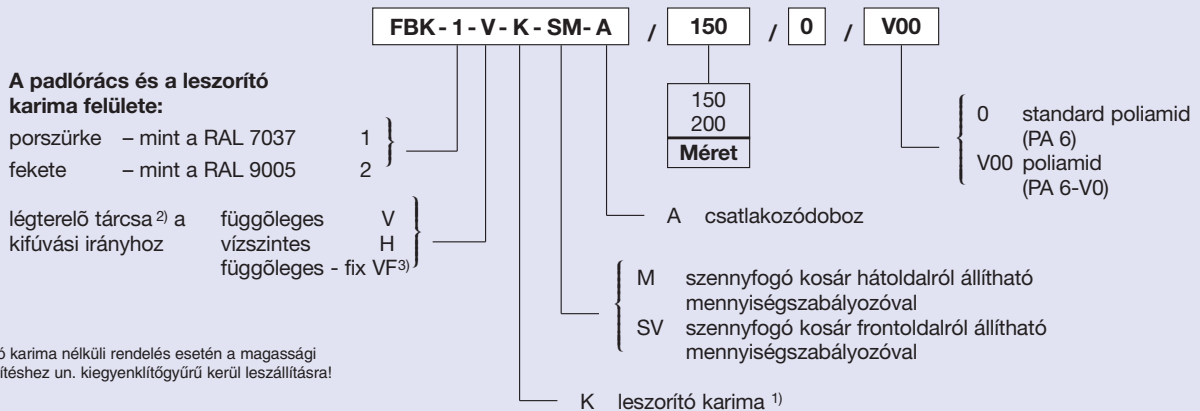 FBK - 1 - V - K - SM- A / 150 / 0 / V00
A padlórács és a leszorító
karima felülete:
porszürke – mint a RAL 7037 1
fekete – mint a RAL 9005 2
150
200
Méret
0 standard poliamid
(PA 6)
V00 poliamid
(PA 6-V0)
légterelõ tárcsa 2) a függõleges V
kifúvási irányhoz vízszintes H
függõleges - fix VF3)
A csatlakozódoboz
M szennyfogó kosár hátoldalról állítható
mennyiségszabályozóval
SV szennyfogó kosár frontoldalról állítható
mennyiségszabályozóval
karima nélküli rendelés esetén a magassági
un. kiegyenklítõgyűrű kerül leszállításra!
K leszorító karima 1)